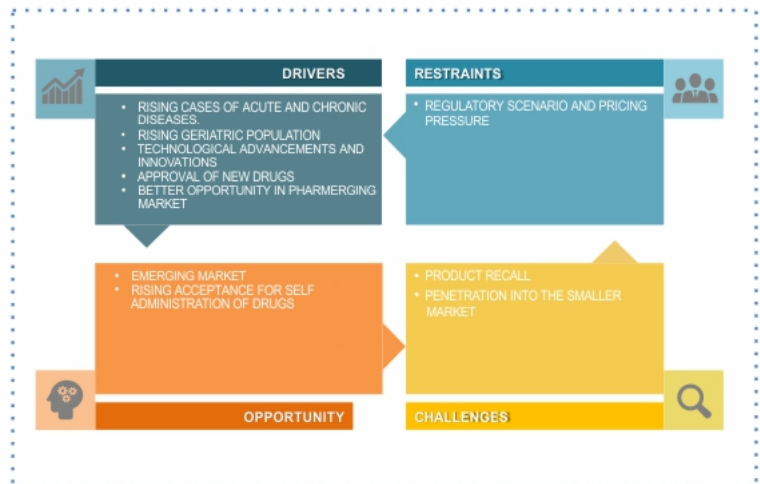 DRIVERS
• RISING CASES OF ACUTE AND CHRONIC
DISEASES.
• RISING GERIATRIC POPULATION
• TECHNOLOGICAL ADVANCEMENTS AND
INNOVATIONS
• APPROVAL OF NEW DRUGS
• BETTER OPPORTUNITY IN PHARMERGING
MARKET
RESTRAINTS
• REGULATORY SCENARIO AND PRICING
PRESSURE
• EMERGING MARKET
• RISING ACCEPTANCE FOR SELF
ADMINISTRATION OF DRUGS
OPPORTUNITY
• PRODUCT RECALL
• PENETRATION INTO THE SMALLER
MARKET
CHALLENGES